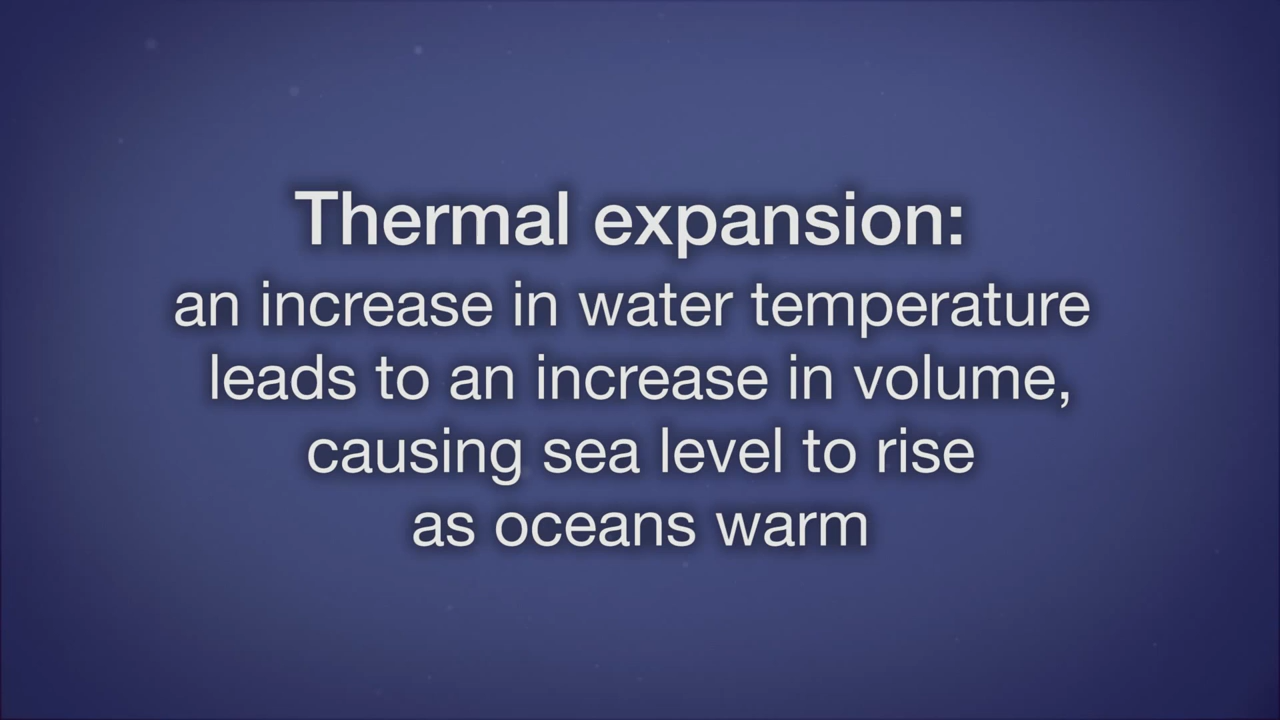 Thermal expansion:
an increase in water temperature
leads to an increase in volume,
causing sea level to rise
as oceans warm